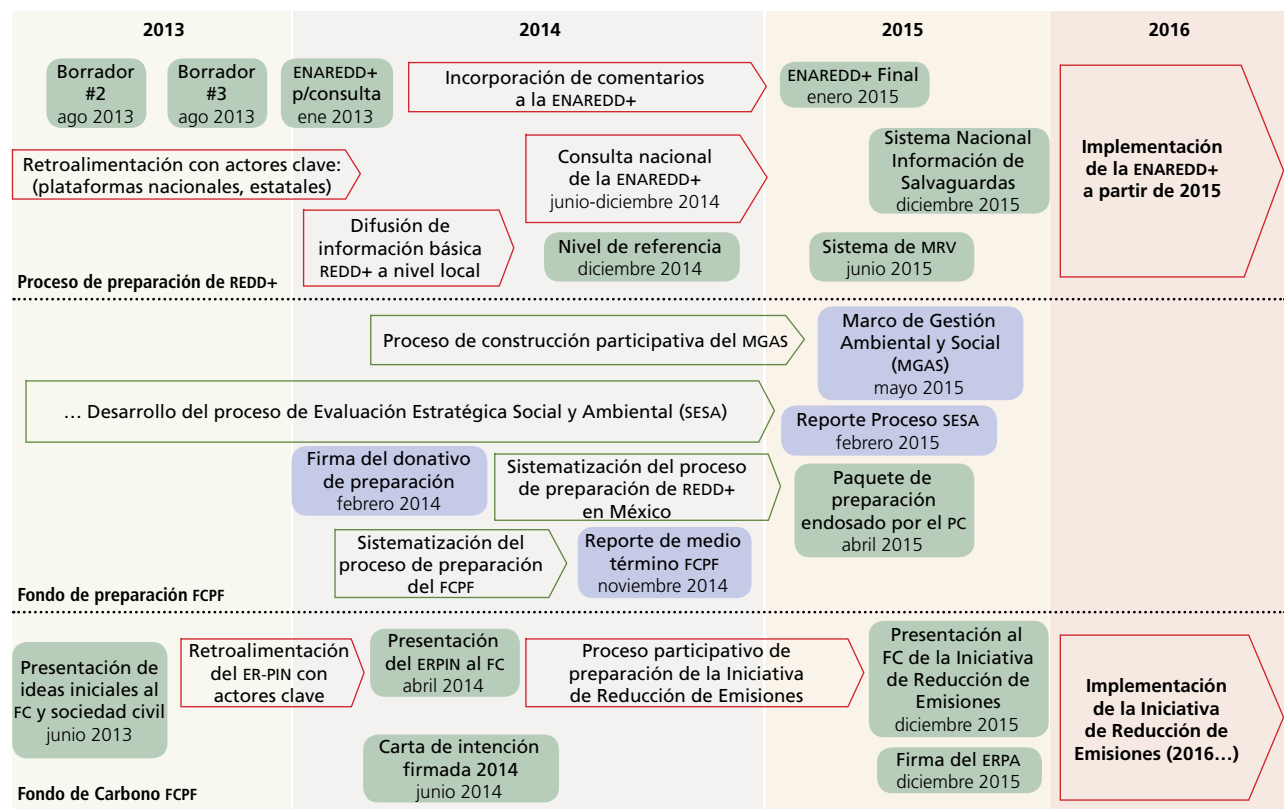 2013
2014
2015
2016
Borrador
#2
ago 2013
Borrador
#3
ago 2013
ENAREDD+
p/consulta
ene 2013
Incorporación de comentarios
a la ENAREDD+
ENAREDD+ Final
enero 2015
Retroalimentación con actores clave:
(plataformas nacionales, estatales)
Consulta nacional
de la ENAREDD+
junio-diciembre 2014
Sistema Nacional
Información de
Salvaguardas
diciembre 2015
Implementación
de la ENAREDD+
a partir de 2015
Difusión de
información básica
REDD+ a nivel local
Nivel de referencia
diciembre 2014
Sistema de MRV
junio 2015
Proceso de preparación de REDD+
Proceso de construcción participativa del MGAS
Marco de Gestión
Ambiental y Social
(MGAS)
mayo 2015
... Desarrollo del proceso de Evaluación Estratégica Social y Ambiental (SESA)
Reporte Proceso SESA
febrero 2015
Firma del donativo
de preparación
febrero 2014
Sistematización del proceso
de preparación de REDD+
en México
Paquete de
preparación
endosado por el PC
abril 2015
Sistematización del
proceso de preparación
del FCPF
Reporte de medio
término FCPF
noviembre 2014
Fondo de preparación FCPF
Presentación de
ideas iniciales al
FC y sociedad civil
junio 2013
Retroalimentación
del ER-PIN con
actores clave
Presentación
del ERPIN al FC
abril 2014
Proceso participativo de
preparación de la Iniciativa
de Reducción de Emisiones
Presentación al
FC de la Iniciativa
de Reducción de
Emisiones
diciembre 2015
Implementación
de la Iniciativa
de Reducción de
Emisiones (2016...)
Carta de intención
firmada 2014
junio 2014
Firma del ERPA
diciembre 2015
Fondo de Carbono FCPF